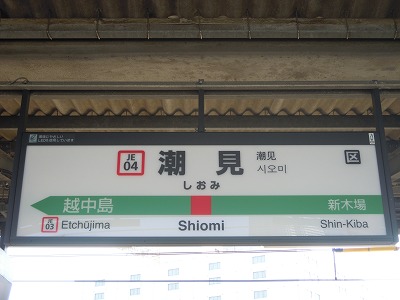 JE
04
潮見
しおみ
潮见
시오미
区
越中島
新木場
JE
03
Etchūjima
Shiomi
Shin-Kiba